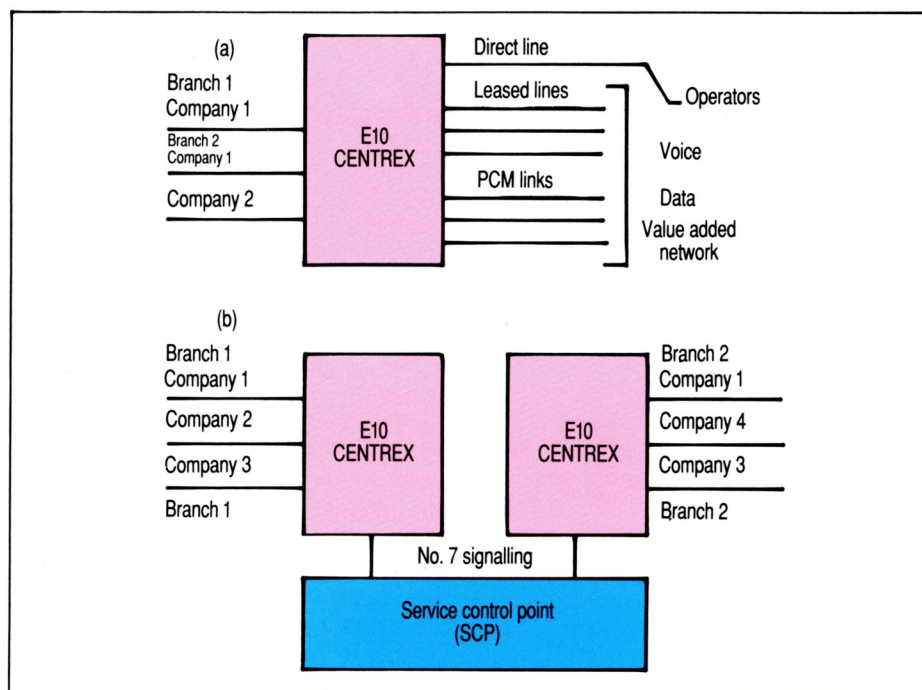 (a)
Branch 1
Company 1
Branch 2
Company 1
Company 2
E10
CENTREX
Direct line
Leased lines
PCM links
Operators
Voice
Data
Value added
network
(b)
Branch 1
Company 1
Company 2
Company 3
Branch 1
E10
CENTREX
E10
CENTREX
Branch 2
Company 1
Company 4
Company 3
Branch 2
No. 7 signalling
Service control point
(SCP)